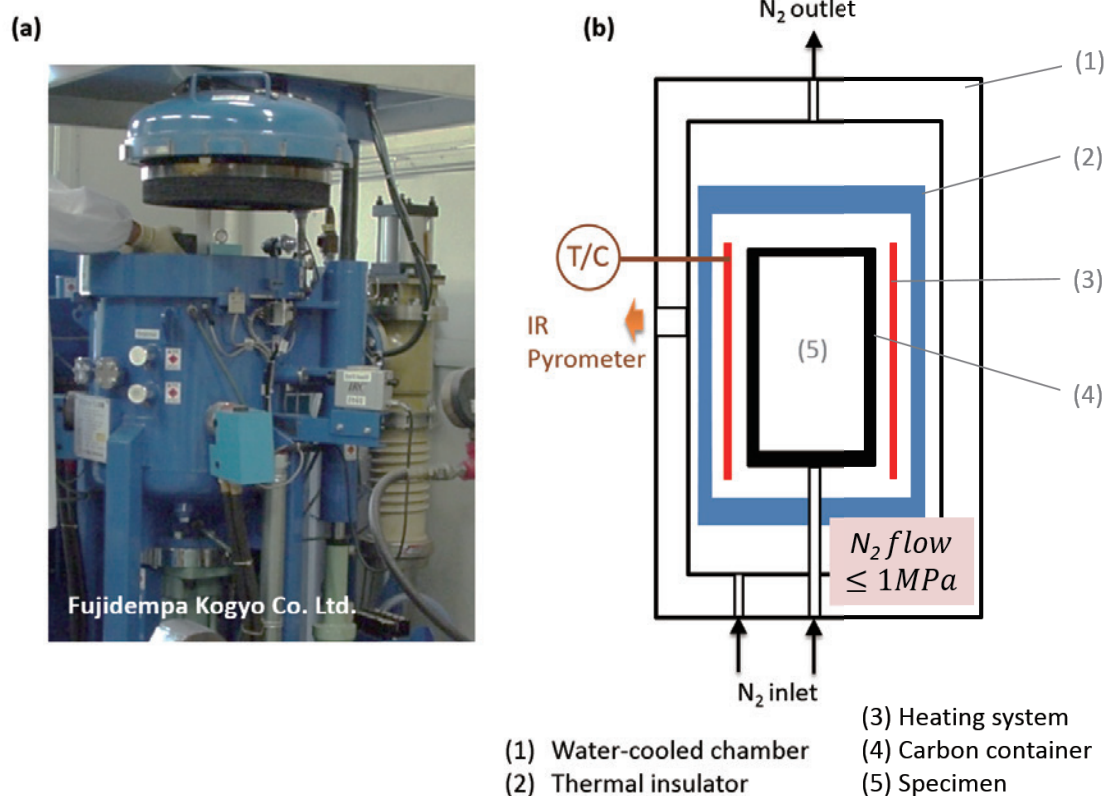 (a)
Fujidempa Kogyo Co. Ltd.
(b)
N₂ outlet
(1)
(2)
T/C
(3)
IR
Pyrometer
(5)
(4)
N₂ flow
≤ 1MPa
N₂ inlet
(1) Water-cooled chamber
(2) Thermal insulator
(3) Heating system
(4) Carbon container
(5) Specimen